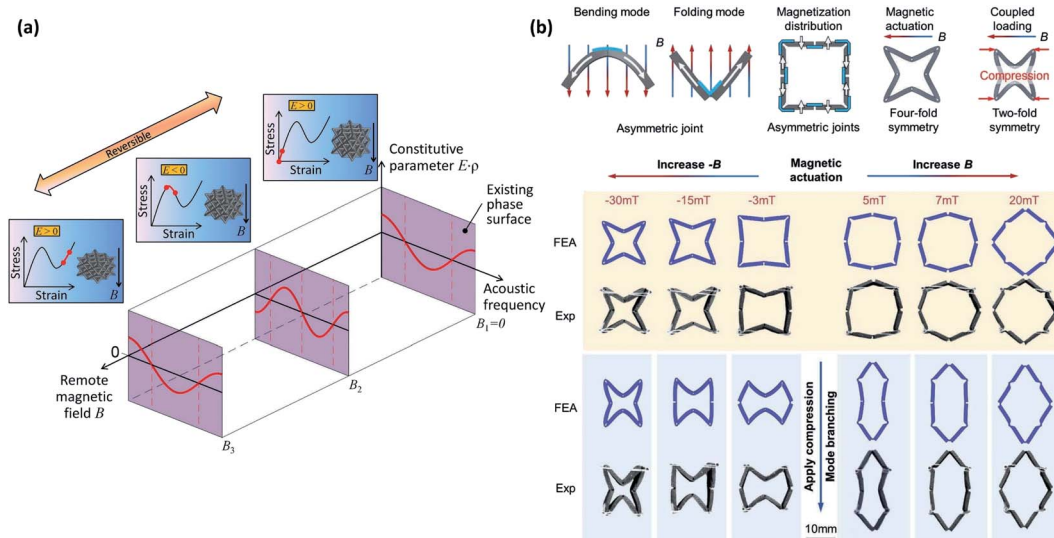 (a)
Reversible
E > 0
Stress
Strain
B
E < 0
Stress
Strain
B
E > 0
Stress
Strain
B
Constitutive
parameter E·ρ
Existing
phase surface
Acoustic
frequency
B₁=0
B₂
B₃
0
Remote
magnetic
field B
(b)
Bending mode
Folding mode
B
Asymmetric joint
Magnetization
distribution
Asymmetric joints
Magnetic
actuation
B
Four-fold
symmetry
Coupled
loading
B
Compression
Two-fold
symmetry
Increase -B
Magnetic
actuation
Increase B
-30mT
-15mT
-3mT
5mT
7mT
20mT
FEA
Exp
FEA
Exp
Apply compression
Mode branching
10mm